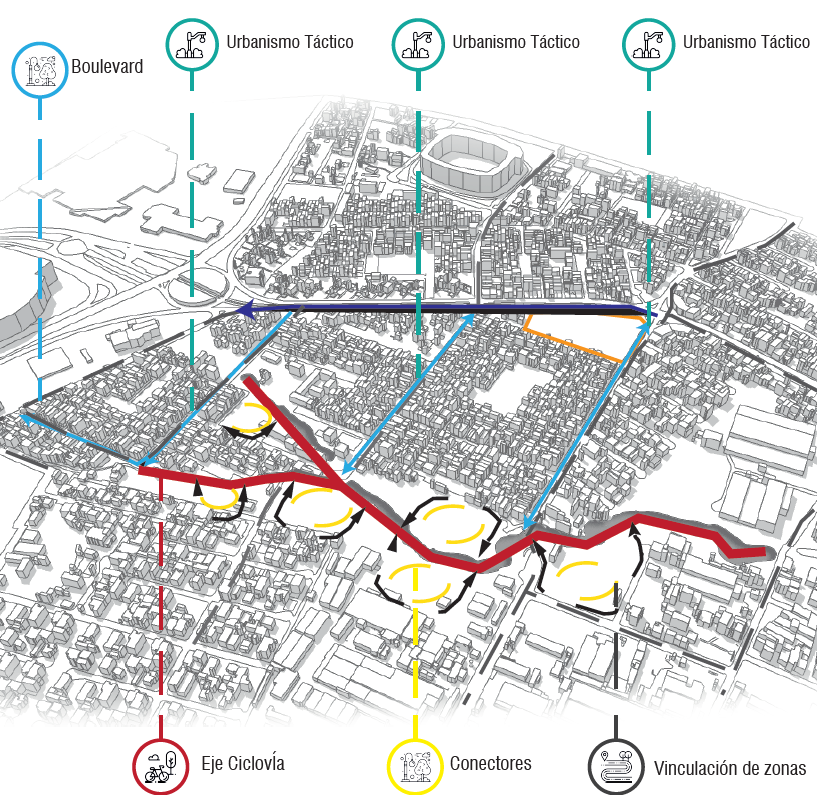 Urbanismo Táctico
Urbanismo Táctico
Urbanismo Táctico
Boulevard
Eje Ciclovía
Conectores
Vinculación de zonas